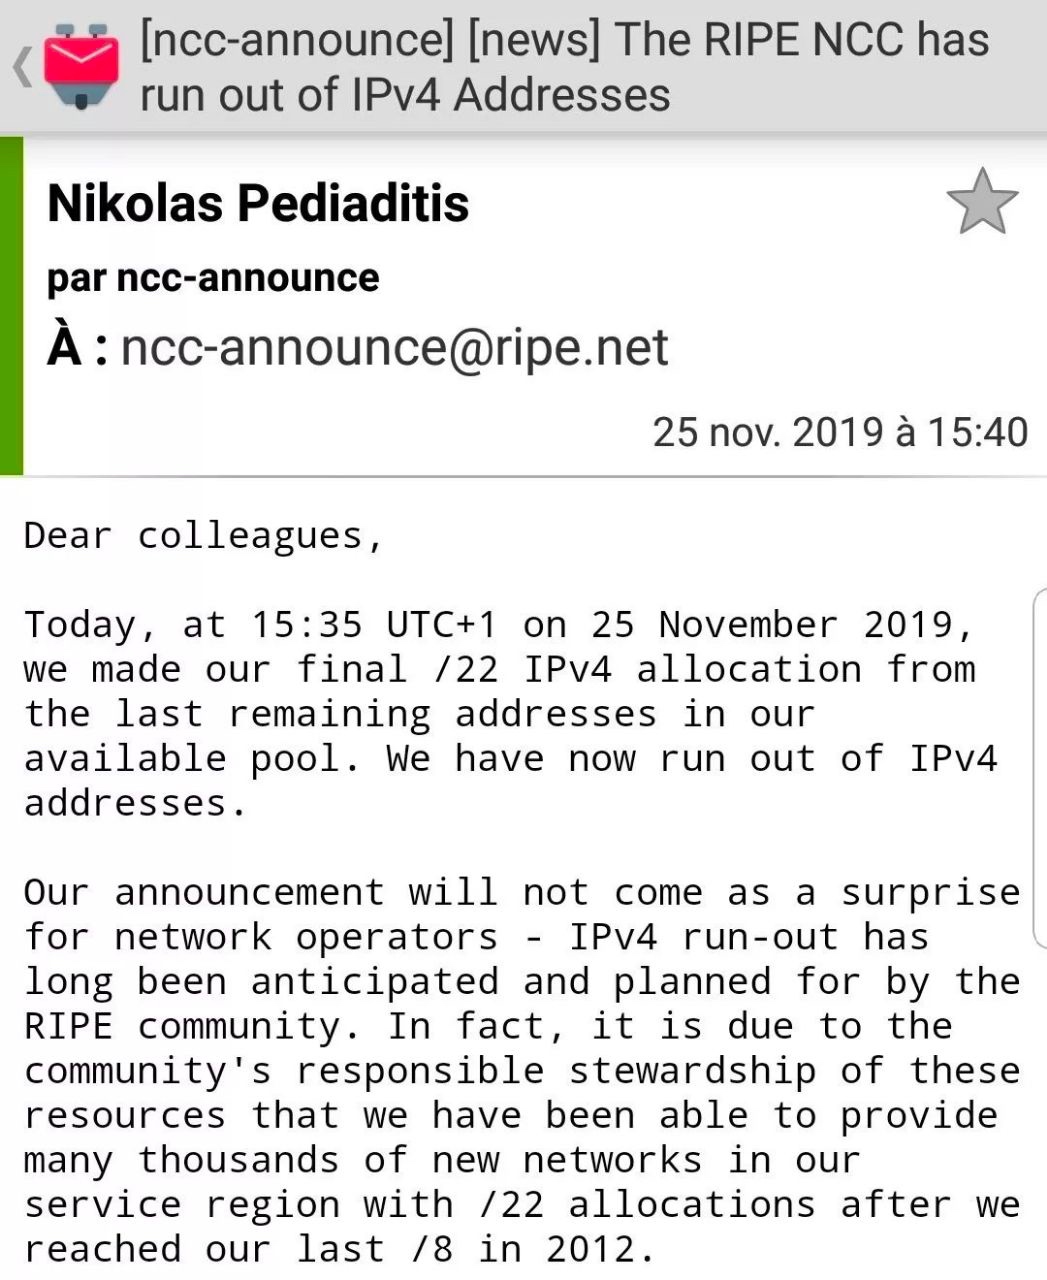 [ncc-announce] [news] The RIPE NCC has
run out of IPv4 Addresses
Nikolas Pediaditis
par ncc-announce
À : ncc-announce@ripe.net
25 nov. 2019 à 15:40
Dear colleagues,
Today, at 15:35 UTC+1 on 25 November 2019,
we made our final /22 IPv4 allocation from
the last remaining addresses in our
available pool. We have now run out of IPv4
addresses.
Our announcement will not come as a surprise
for network operators - IPv4 run-out has
long been anticipated and planned for by the
RIPE community. In fact, it is due to the
community's responsible stewardship of these
resources that we have been able to provide
many thousands of new networks in our
service region with /22 allocations after we
reached our last /8 in 2012.